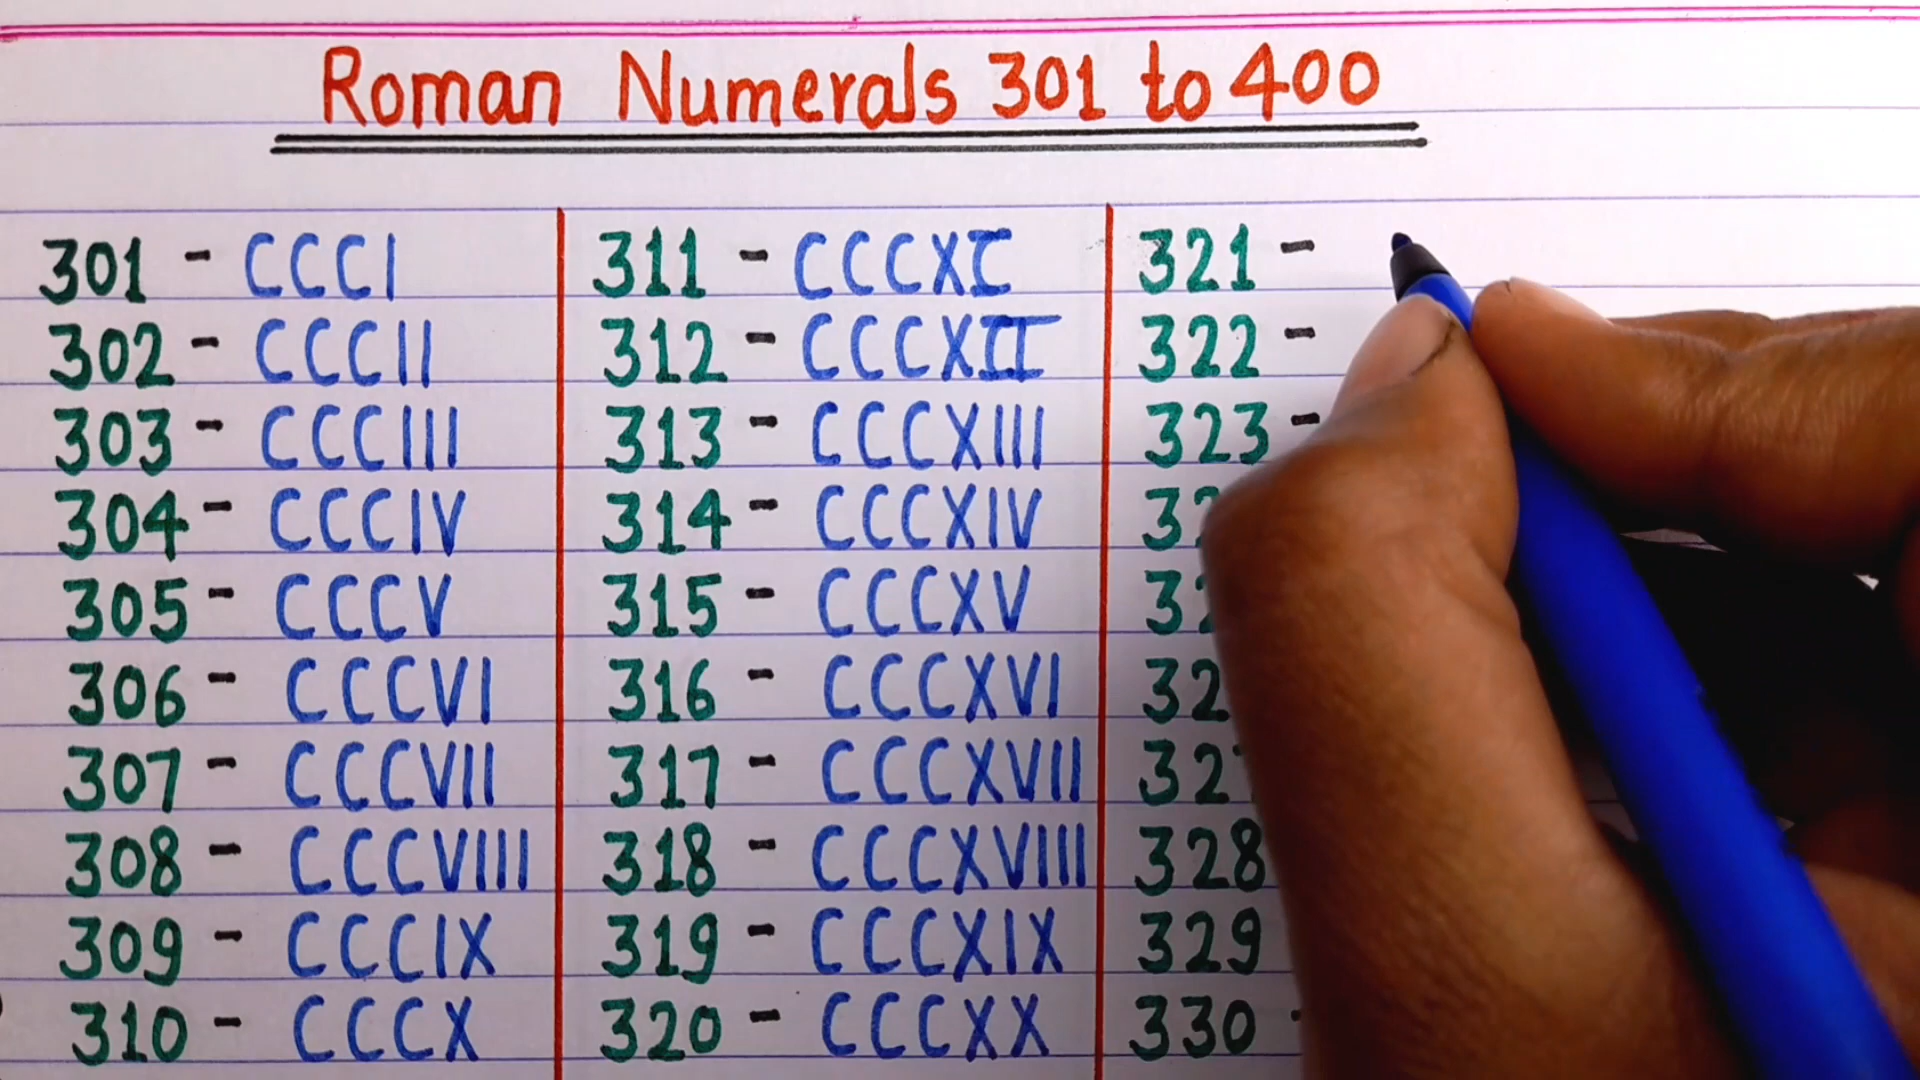 Roman Numerals 301 to 400
301 - CCCI
302 - CCCII
303 - CCCIII
304 - CCCIV
305 - CCCV
306 - CCCVI
307 - CCCVII
308 - CCCVIII
309 - CCCIX
310 - CCCX
311 - CCCXI
312 - CCCXII
313 - CCCXIII
314 - CCCXIV
315 - CCCXV
316 - CCCXVI
317 - CCCXVII
318 - CCCXVIII
319 - CCCXIX
320 - CCCXX
321 -
322 -
323 -
328
329
330 -